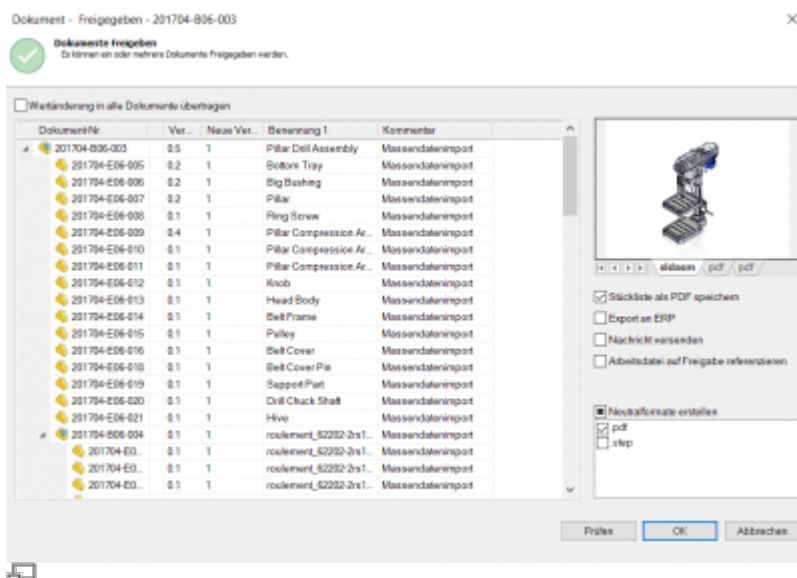 Dokument - Freigegeben - 201704-B06-003
Dokumente Freigeben
Es können ein oder mehrere Dokumente Freigegeben werden.
Wertänderung in alle Dokumente übertragen
Dokument-Nr. Ver... Neue Ver... Benennung 1 Kommentar
201704-B06-003 0.5 1 Pillar Drill Assembly Massendatenimport
201704-E06-005 0.2 1 Bottom Tray Massendatenimport
201704-E06-006 0.2 1 Big Bushing Massendatenimport
201704-E06-007 0.2 1 Pillar Massendatenimport
201704-E06-008 0.1 1 Ring Screw Massendatenimport
201704-E06-009 0.4 1 Pillar Compression Ar... Massendatenimport
201704-E06-010 0.1 1 Pillar Compression Ar... Massendatenimport
201704-E06-011 0.1 1 Pillar Compression Ar... Massendatenimport
201704-E06-012 0.1 1 Knob Massendatenimport
201704-E06-013 0.1 1 Head Body Massendatenimport
201704-E06-014 0.1 1 Belt Frame Massendatenimport
201704-E06-015 0.1 1 Pulley Massendatenimport
201704-E06-016 0.1 1 Belt Cover Massendatenimport
201704-E06-018 0.1 1 Belt Cover Pin Massendatenimport
201704-E06-019 0.1 1 Support Part Massendatenimport
201704-E06-020 0.1 1 Drill Chuck Shaft Massendatenimport
201704-E06-021 0.1 1 Hive Massendatenimport
201704-B06-004 0.1 1 roulement_62202-2rs1... Massendatenimport
201704-E0... 0.1 1 roulement_62202-2rs1... Massendatenimport
201704-E0... 0.1 1 roulement_62202-2rs1... Massendatenimport
201704-E0... 0.1 1 roulement_62202-2rs1... Massendatenimport
sldasm pdf pdf
Stückliste als PDF speichern
Export an ERP
Nachricht versenden
Arbeitsdatei auf Freigabe referenzieren
Neutralformate erstellen
.pdf
.step
Prüfen OK Abbrechen